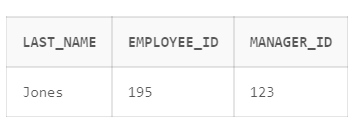 LAST_NAME EMPLOYEE_ID MANAGER_ID
Jones 195 123